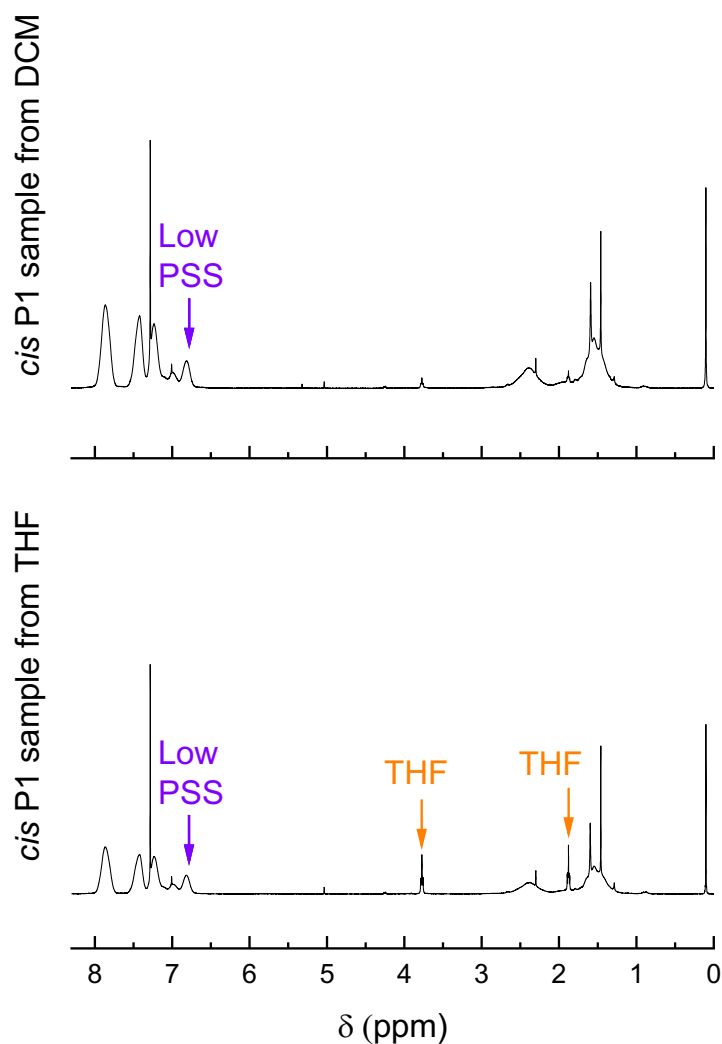 cis P1 sample from DCM
Low
PSS
cis P1 sample from THF
Low
PSS
THF
THF
8 7 6 5 4 3 2 1 0
δ (ppm)